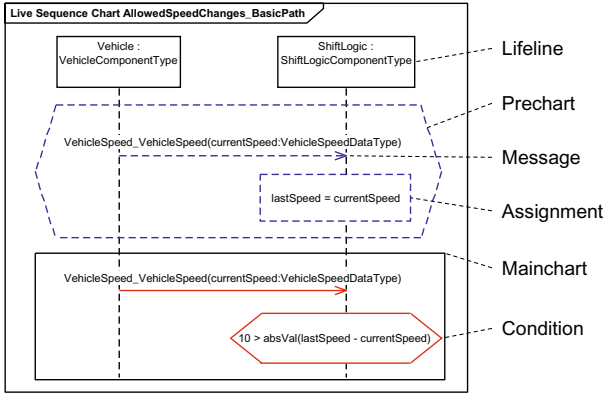 Live Sequence Chart AllowedSpeedChanges_BasicPath
Vehicle :
VehicleComponentType
ShiftLogic :
ShiftLogicComponentType
Lifeline
Prechart
VehicleSpeed_VehicleSpeed(currentSpeed:VehicleSpeedDataType)
Message
lastSpeed = currentSpeed
Assignment
Mainchart
VehicleSpeed_VehicleSpeed(currentSpeed:VehicleSpeedDataType)
10 > absVal(lastSpeed - currentSpeed)
Condition